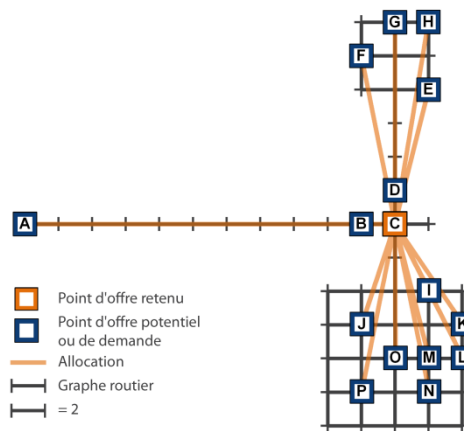 G H
F
E
D
A B C
I
J K
O M L
P N
Point d'offre retenu
Point d'offre potentiel
ou de demande
Allocation
Graphe routier
= 2